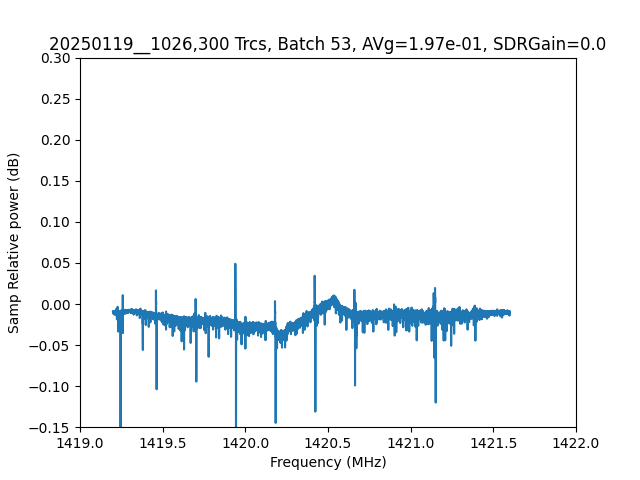 20250119__1026,300 Trcs, Batch 53, AVg=1.97e-01, SDRGain=0.0
0.30
0.25
0.20
0.15
0.10
0.05
0.00
−0.05
−0.10
−0.15
Samp Relative power (dB)
1419.0 1419.5 1420.0 1420.5 1421.0 1421.5 1422.0
Frequency (MHz)